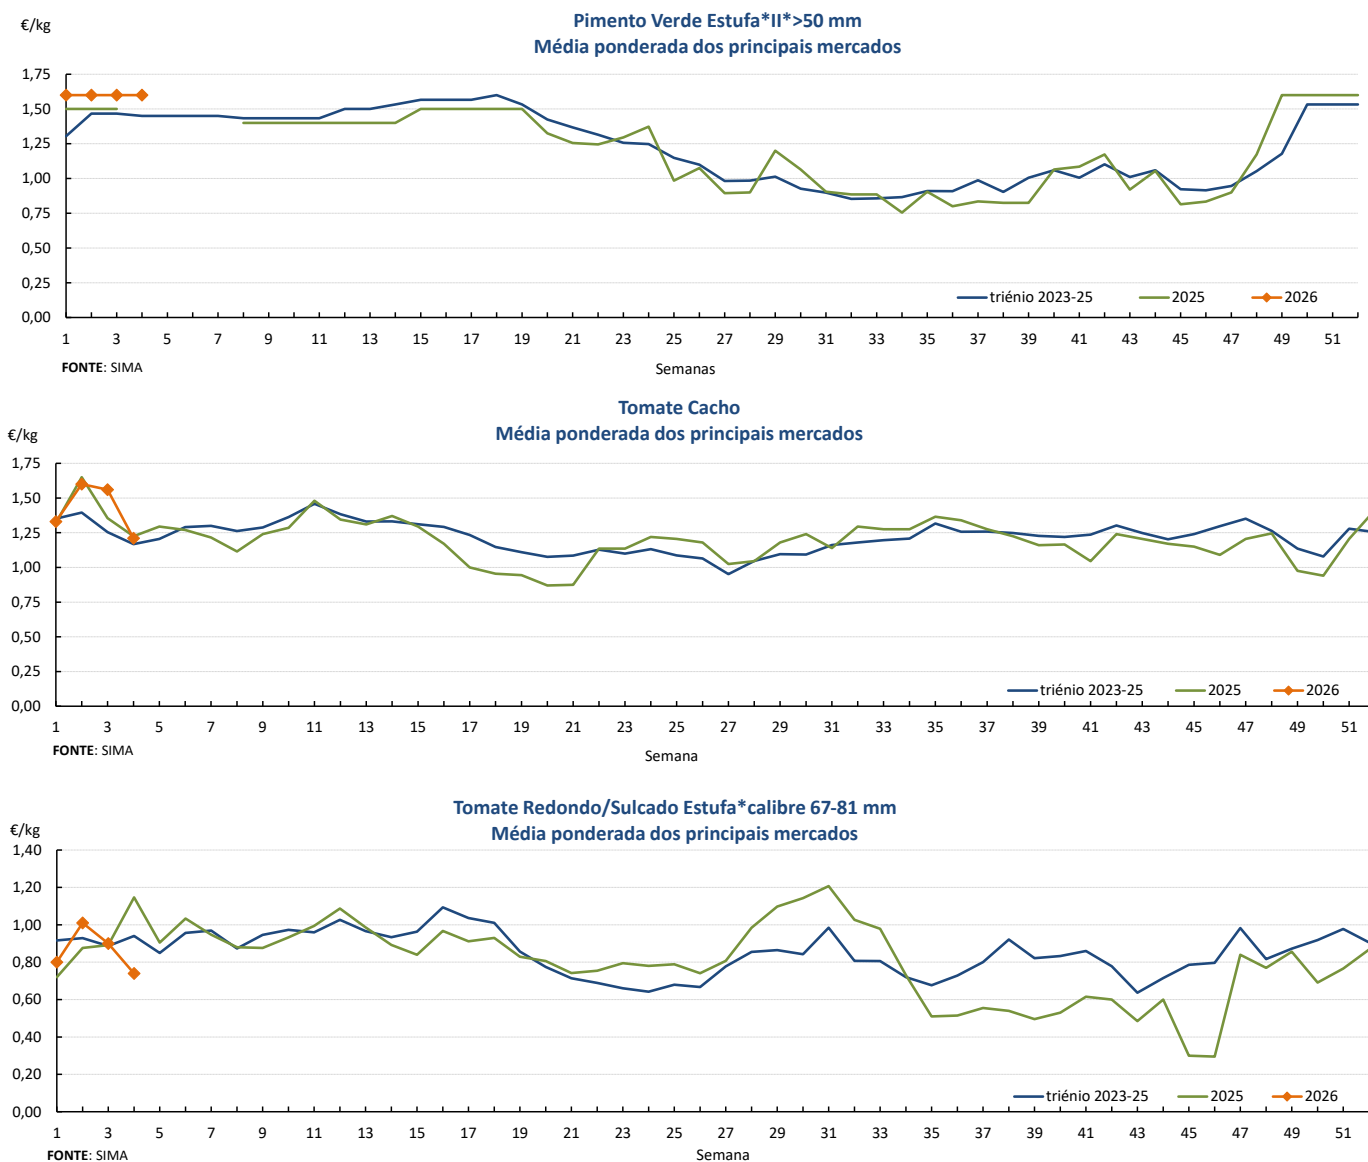 Pimento Verde Estufa*II*>50 mm
€/kg
Média ponderada dos principais mercados
1,75
1,50
1,25
1,00
0,75
0,50
0,25
0,00
triénio 2023-25 2025 2026
1 3 5 7 9 11 13 15 17 19 21 23 25 27 29 31 33 35 37 39 41 43 45 47 49 51
FONTE: SIMA
Semanas
Tomate Cacho
€/kg
Média ponderada dos principais mercados
1,75
1,50
1,25
1,00
0,75
0,50
0,25
0,00
triénio 2023-25 2025 2026
1 3 5 7 9 11 13 15 17 19 21 23 25 27 29 31 33 35 37 39 41 43 45 47 49 51
FONTE: SIMA
Semana
Tomate Redondo/Sulcado Estufa*calibre 67-81 mm
€/kg
Média ponderada dos principais mercados
1,40
1,20
1,00
0,80
0,60
0,40
0,20
0,00
triénio 2023-25 2025 2026
1 3 5 7 9 11 13 15 17 19 21 23 25 27 29 31 33 35 37 39 41 43 45 47 49 51
FONTE: SIMA
Semana